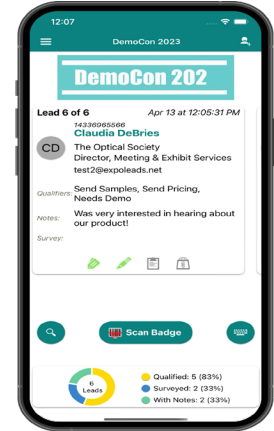 12:07
DemoCon 2023
DemoCon 202
Lead 6 of 6 Apr 13 at 12:05:31 PM
14336965566
Claudia DeBries
CD
The Optical Society
Director, Meeting & Exhibit Services
test2@expoleads.net
Qualifiers: Send Samples, Send Pricing,
Needs Demo
Notes: Was very interested in hearing about
our product!
Survey:
Scan Badge
6
Leads
Qualified: 5 (83%)
Surveyed: 2 (33%)
With Notes: 2 (33%)